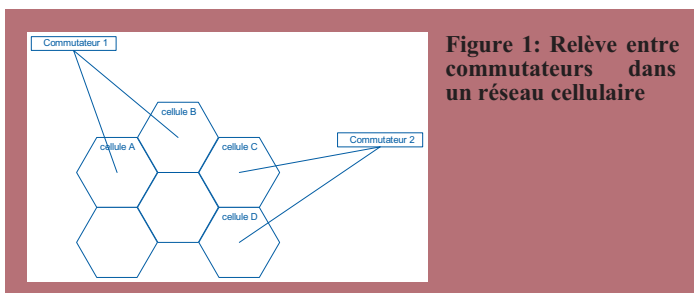 Commutateur 1
cellule B
cellule A
cellule C
Commutateur 2
cellule D
Figure 1: Relève entre
commutateurs dans
un réseau cellulaire